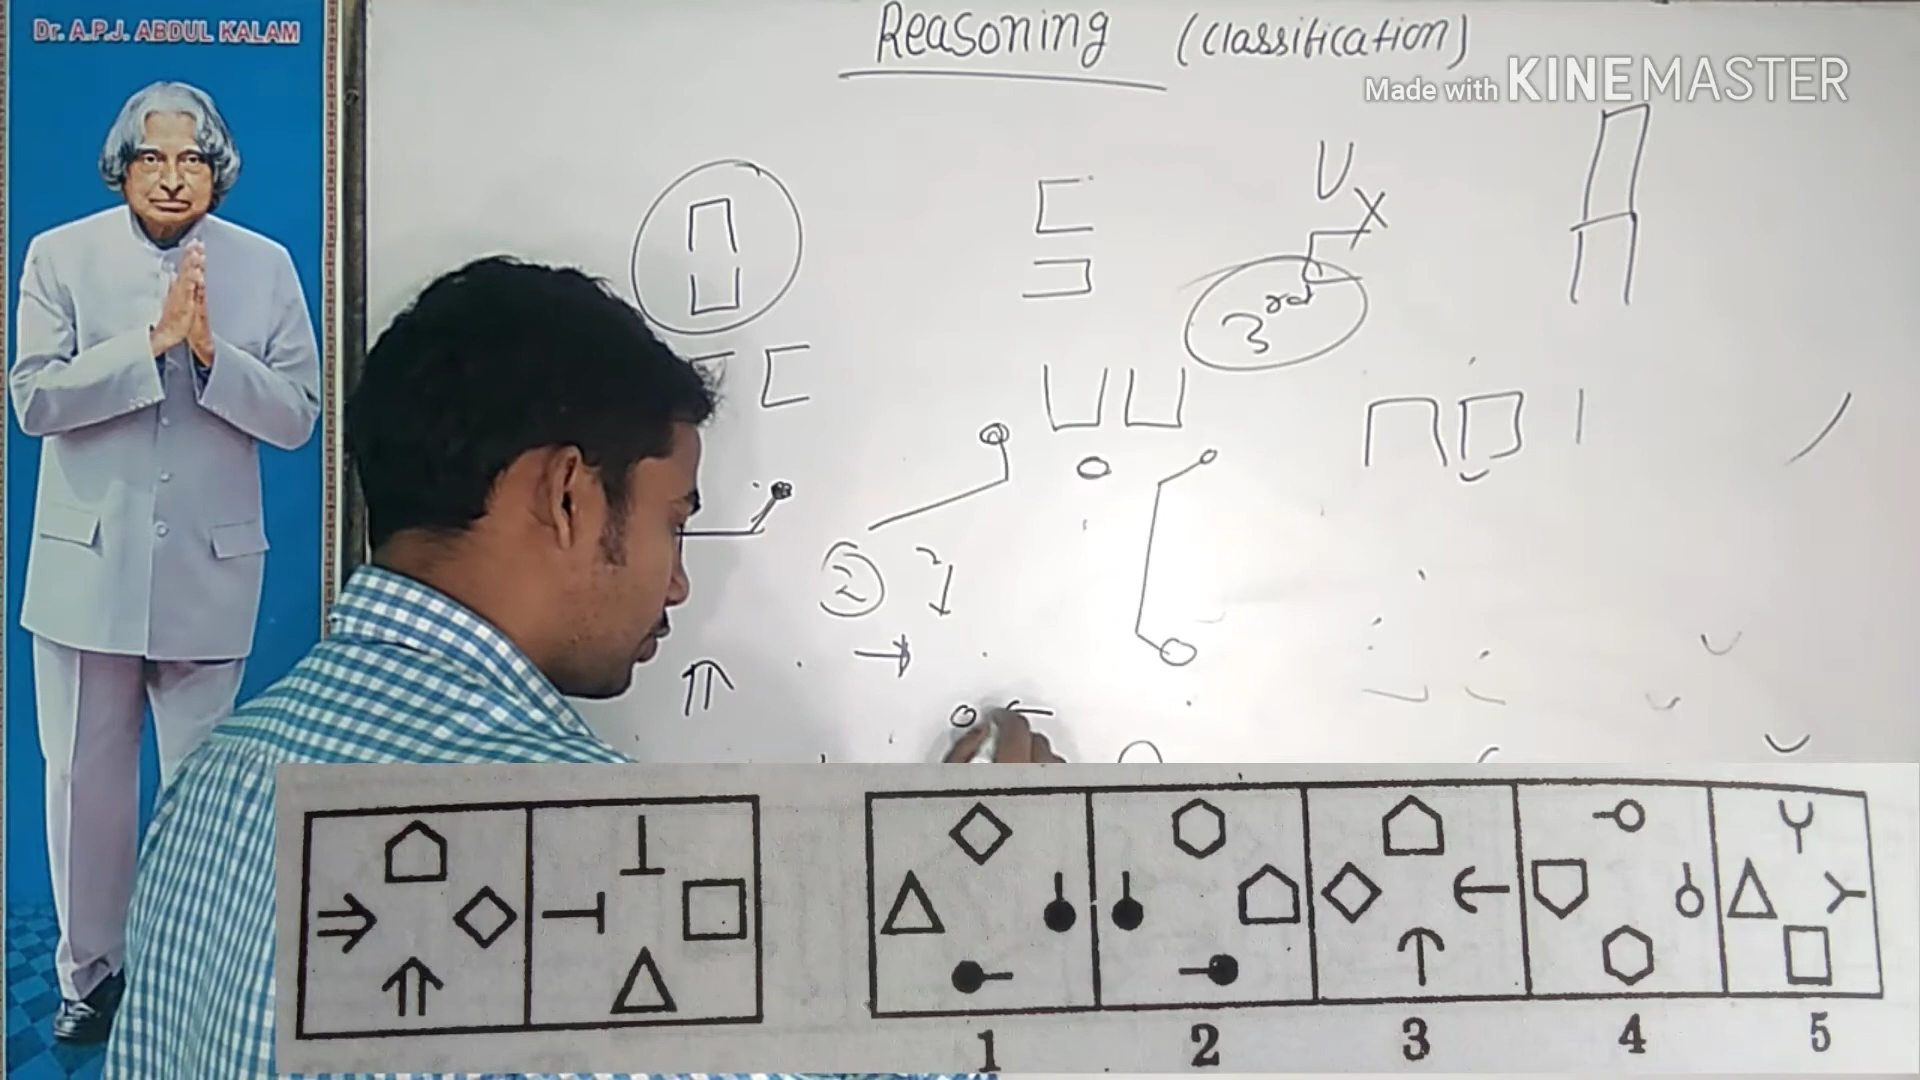 Dr. A.P.J. ABDUL KALAM
Reasoning (Classification)
Made with KINEMASTER
3rd
2
1 2 3 4 5